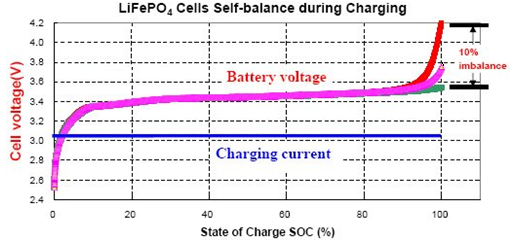 LiFePO₄ Cells Self-balance during Charging
Cell voltage(V)
4.2
4.0
3.8
3.6
3.4
3.2
3.0
2.8
2.6
2.4
Battery voltage
Charging current
10%
imbalance
0
20
40
60
80
100
State of Charge SOC (%)